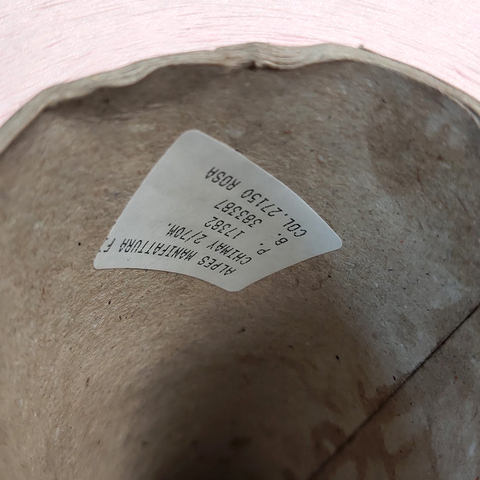 ALPES MANIFATTURA F
CHIMAY 2/70M.
P. 17382
B. 383387
COL.27150 ROSA